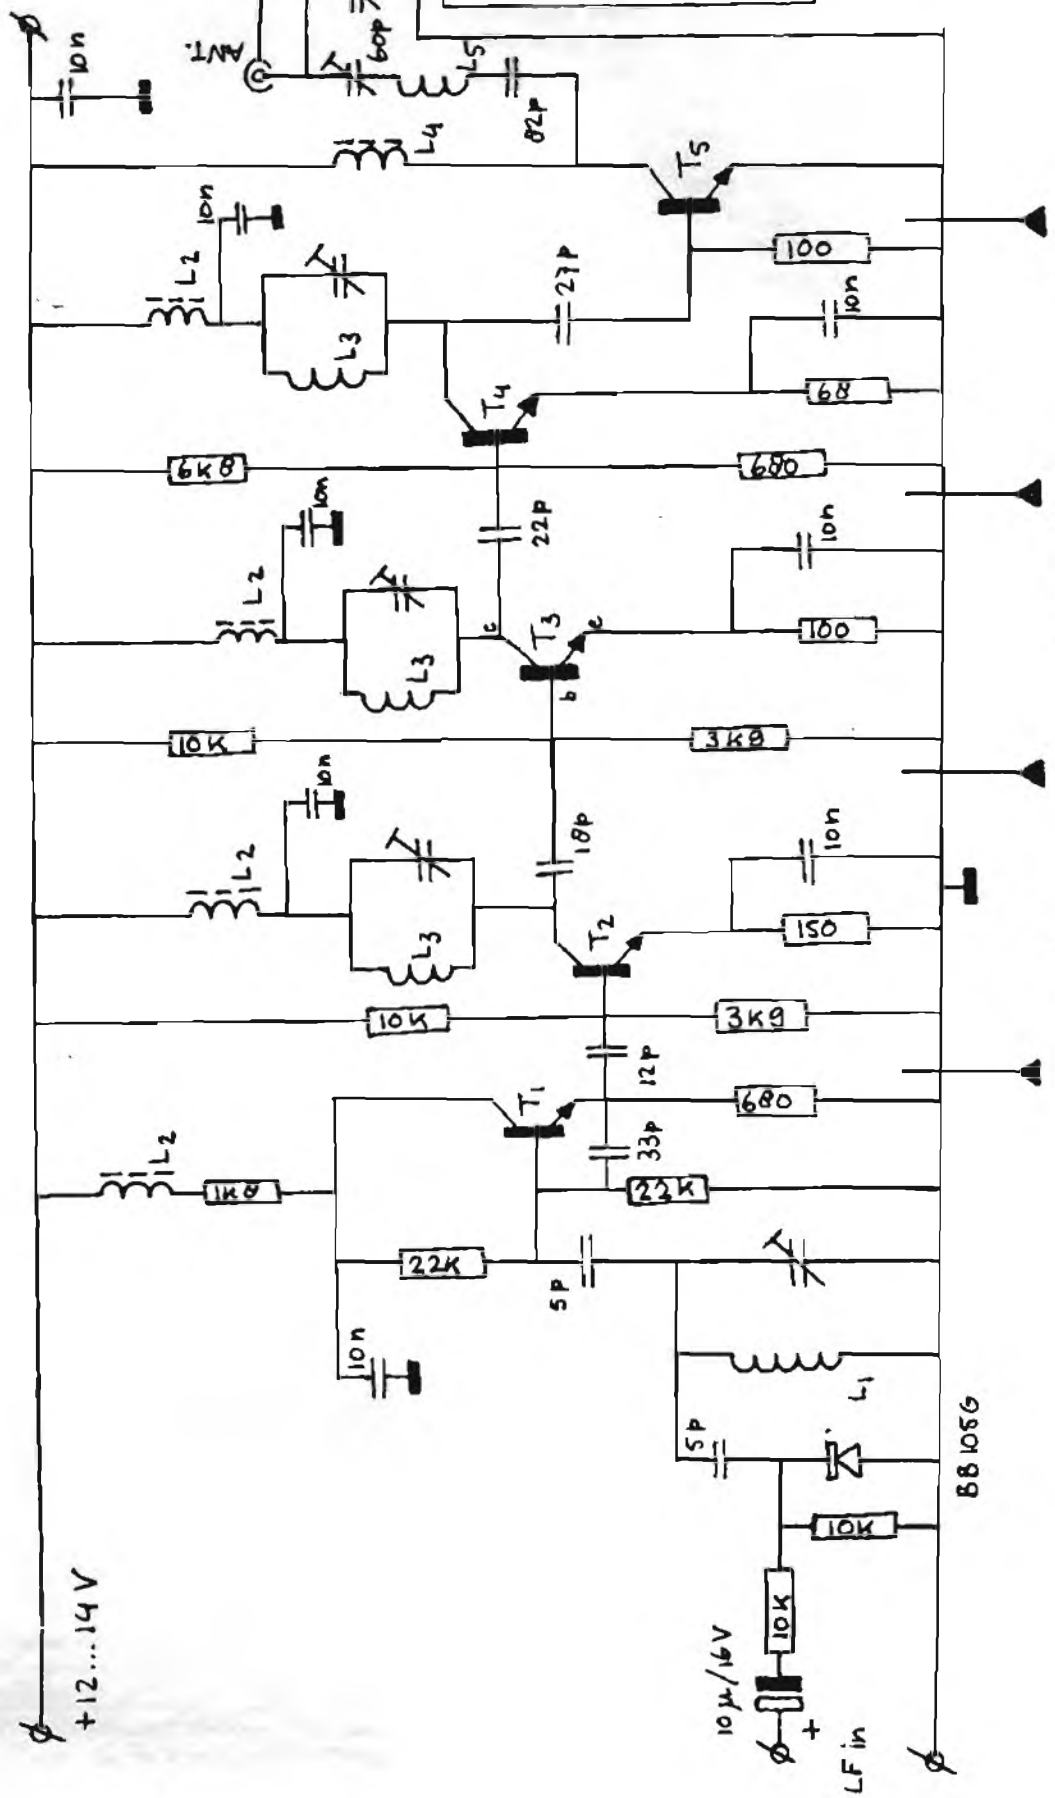 +12...14V
10n
ANT.
60p
L5
82p
L4
T5
100
L2
10n
L3
27p
T4
10n
68
6K8
680
L2
10n
22p
L3
c
T3
e
b
10n
100
10K
3K9
L2
10n
18p
L3
T2
10n
150
10K
3K9
12p
L2
1K8
T1
33p
680
22K
22K
5p
10n
L1
5p
BB105G
10K
10K
10µ/16V
+
LF in